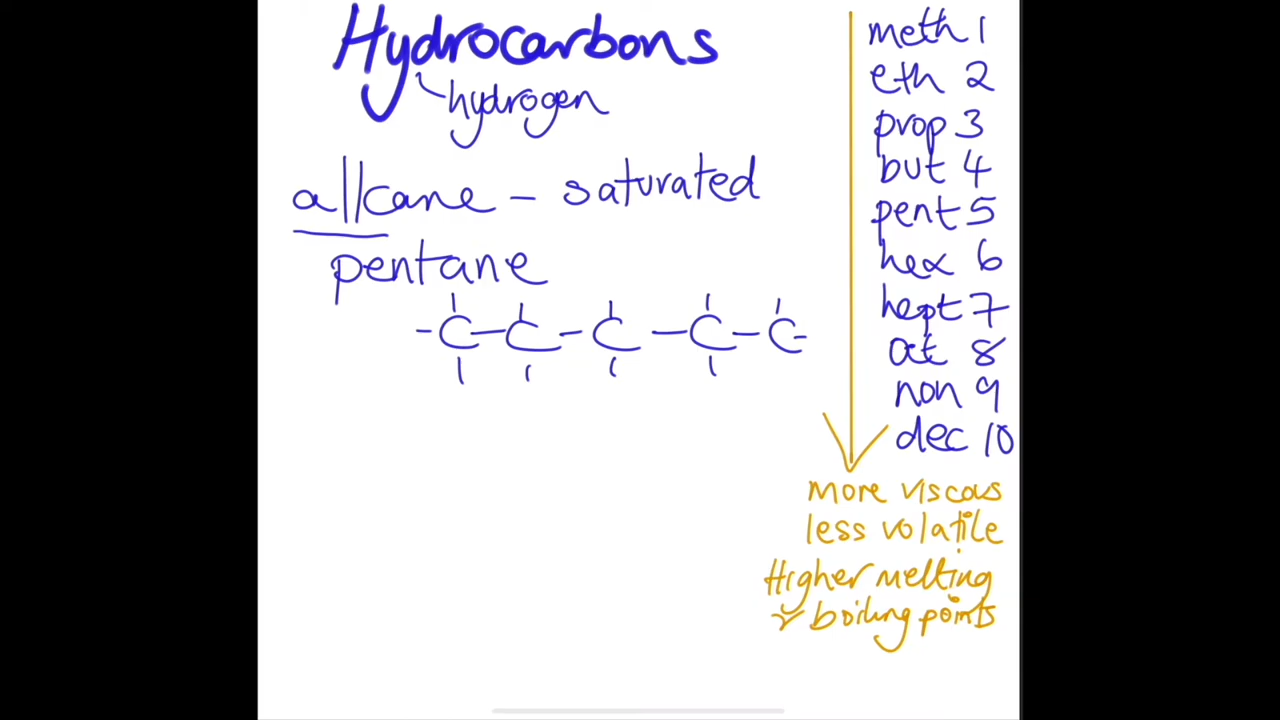 Hydrocarbons
hydrogen
alkane - saturated
pentane
-C-C-C-C-C-
meth 1
eth 2
prop 3
but 4
pent 5
hex 6
hept 7
oct 8
non 9
dec 10
more viscous
less volatile
Higher melting
& boiling points